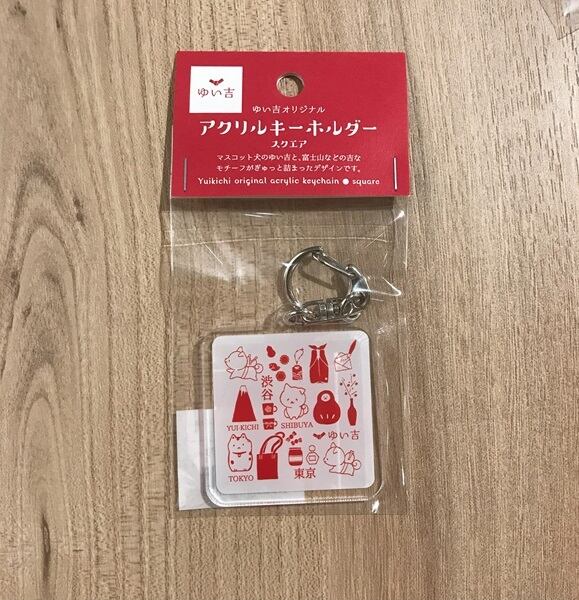 ゆい吉
ゆい吉オリジナル
アクリルキーホルダー
スクエア
マスコット犬のゆい吉と、富士山などの吉な
モチーフがぎゅっと詰まったデザインです。
Yuikichi original acrylic keychain ● square
渋谷
YUI-KICHI
SHIBUYA
ゆい吉
TOKYO
東京